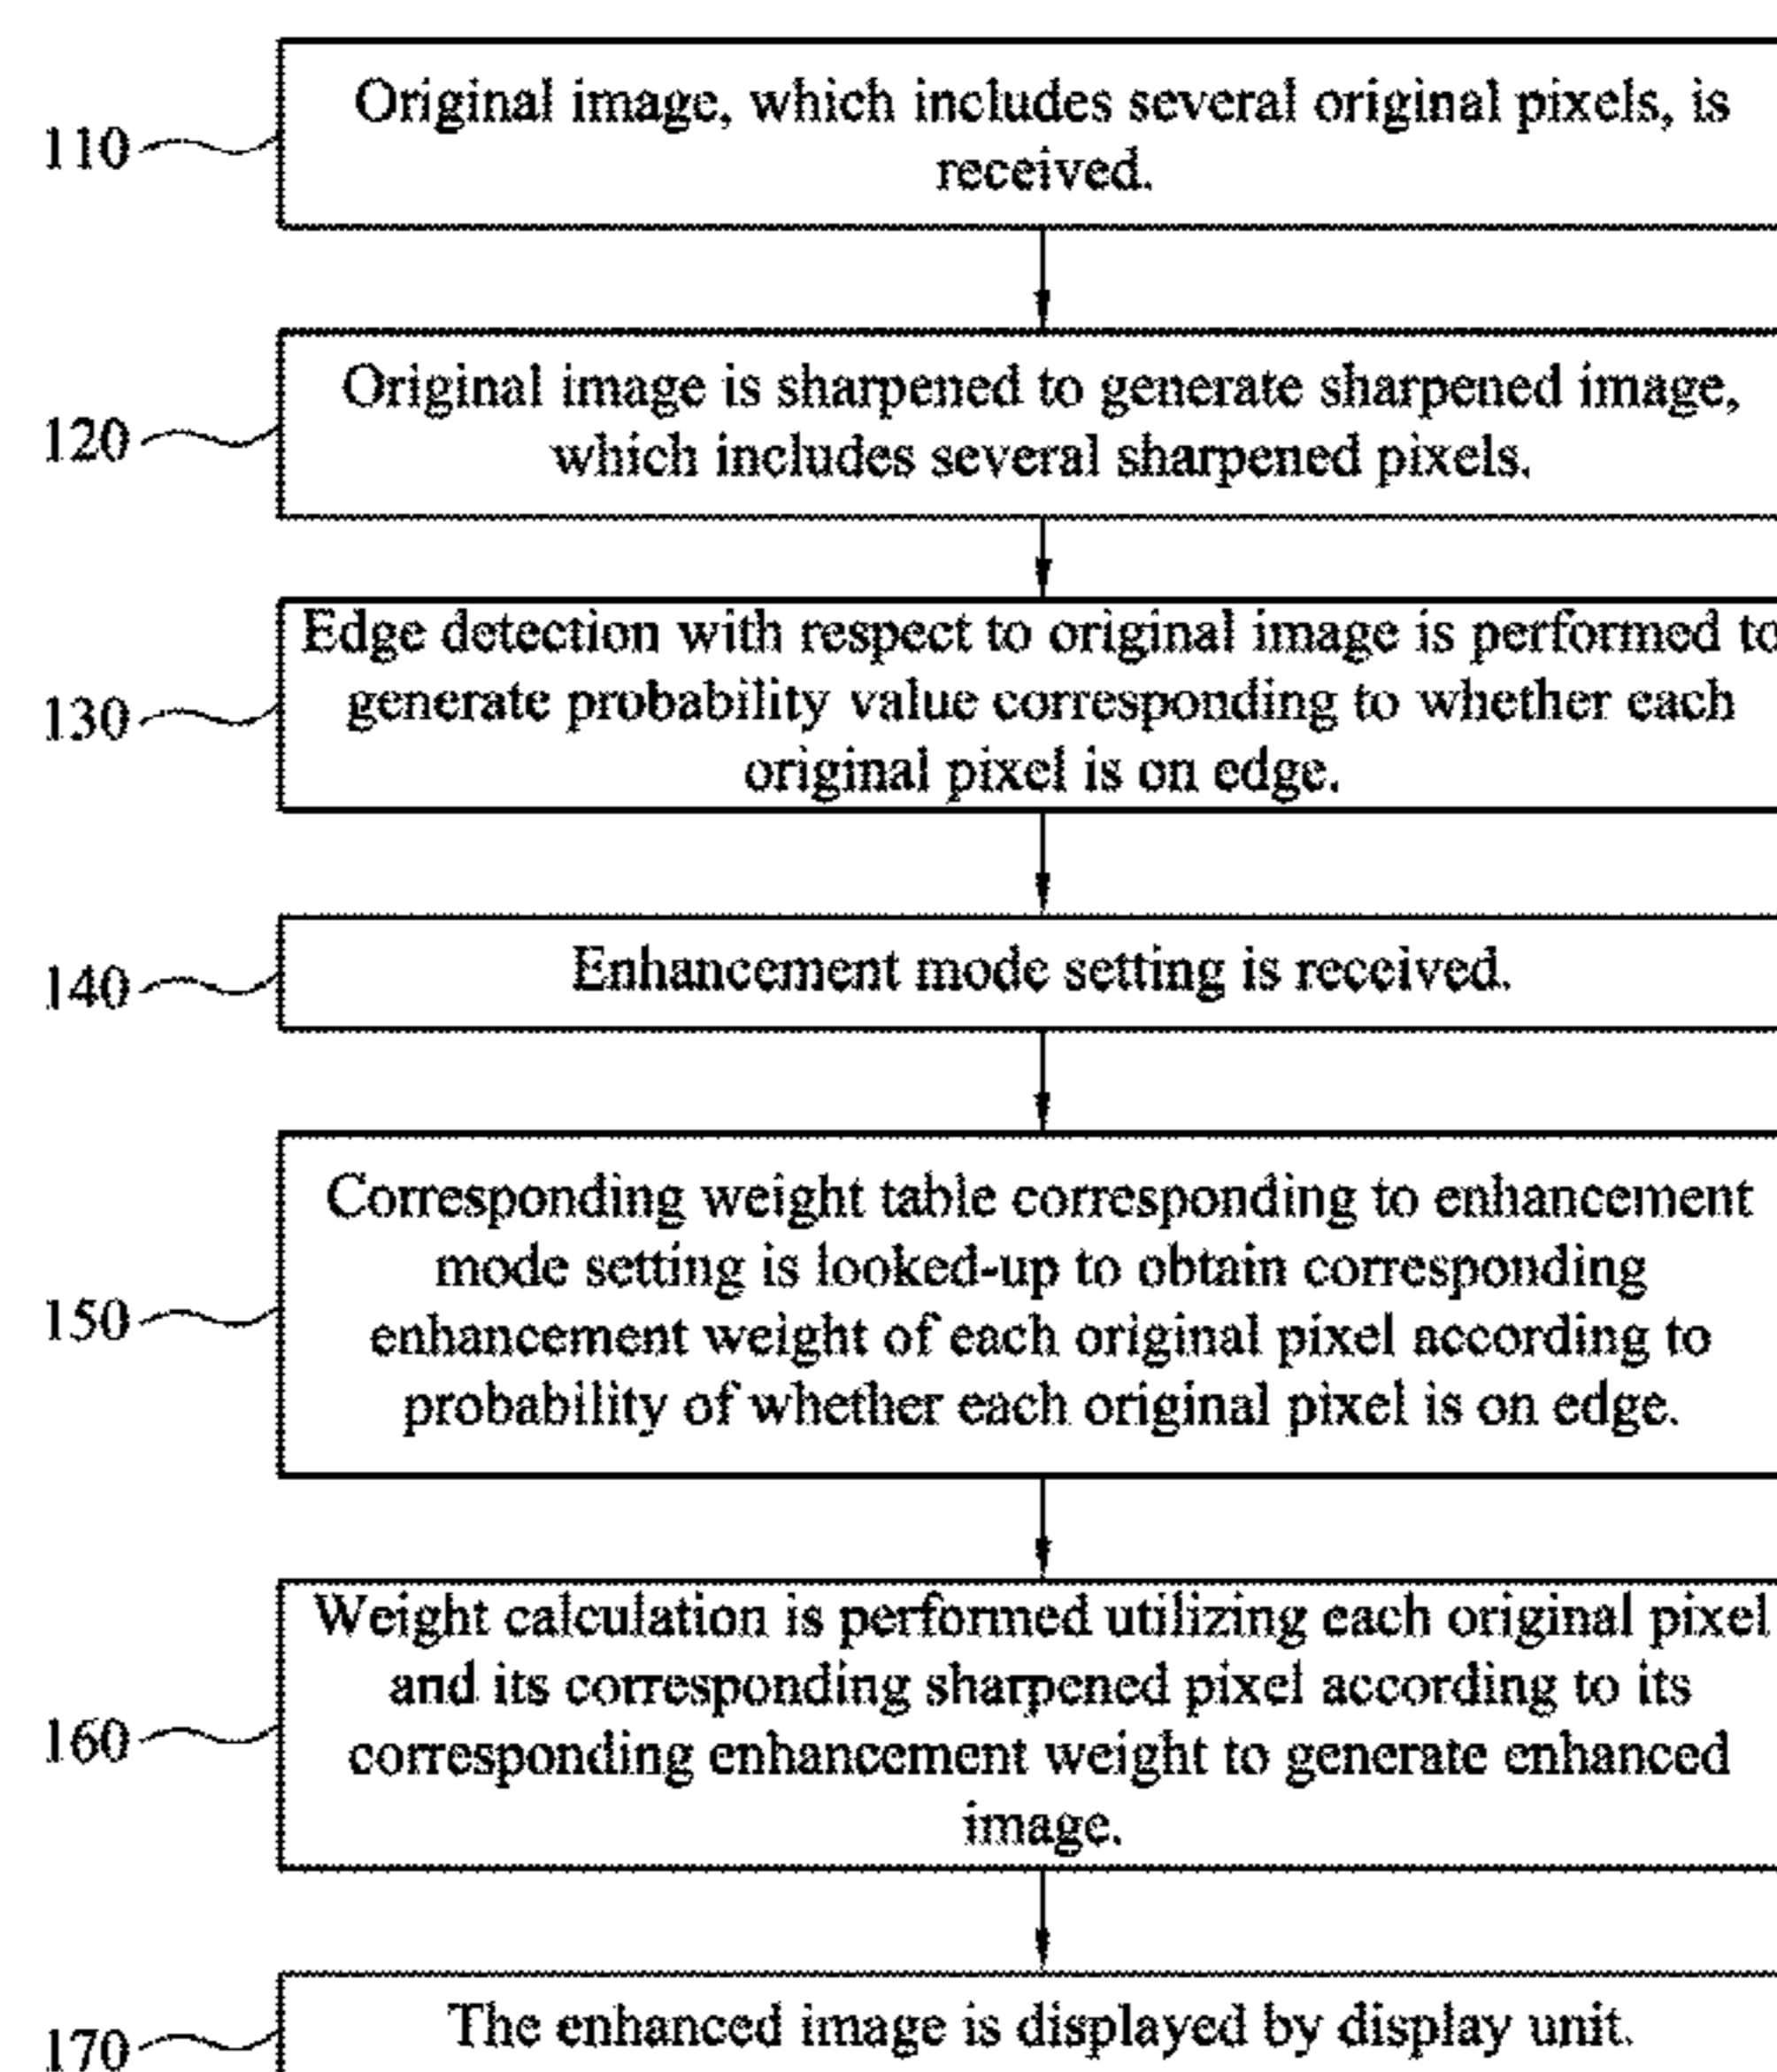 110
Original image, which includes several original pixels, is
received.
120
Original image is sharpened to generate sharpened image,
which includes several sharpened pixels.
130
Edge detection with respect to original image is performed to
generate probability value corresponding to whether each
original pixel is on edge.
140
Enhancement mode setting is received.
150
Corresponding weight table corresponding to enhancement
mode setting is looked-up to obtain corresponding
enhancement weight of each original pixel according to
probability of whether each original pixel is on edge.
160
Weight calculation is performed utilizing each original pixel
and its corresponding sharpened pixel according to its
corresponding enhancement weight to generate enhanced
image.
170
The enhanced image is displayed by display unit.